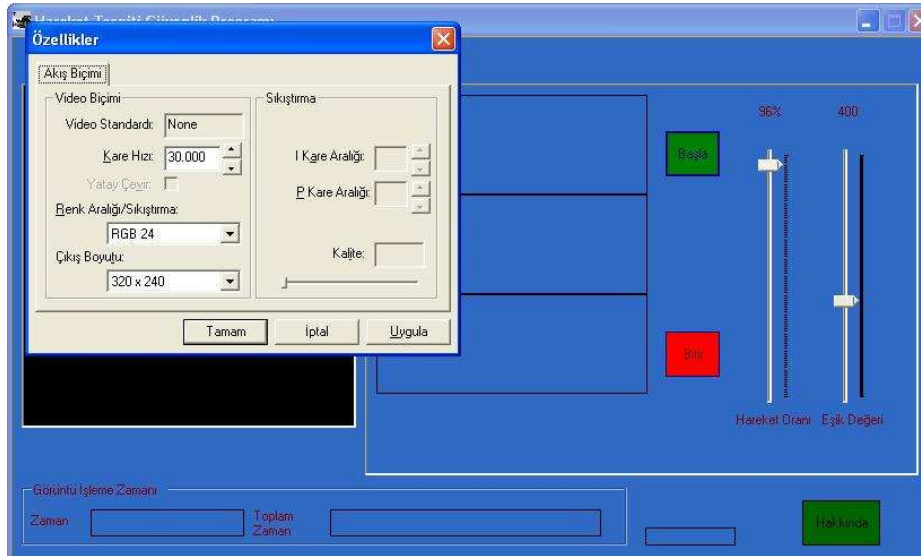 Hareket Tespiti Güvenlik Programı
Özellikler
Akış Biçimi
Video Biçimi
Video Standardı: None
Kare Hızı: 30.000
Yatay Çevir:
Renk Aralığı/Sıkıştırma:
RGB 24
Çıkış Boyutu:
320 x 240
Sıkıştırma
I Kare Aralığı:
P Kare Aralığı:
Kalite:
Tamam İptal Uygula
Başla
Bitir
96% 400
Hareket Oranı Eşik Değeri
Görüntü İşleme Zamanı
Zaman
Toplam
Zaman
Hakkında